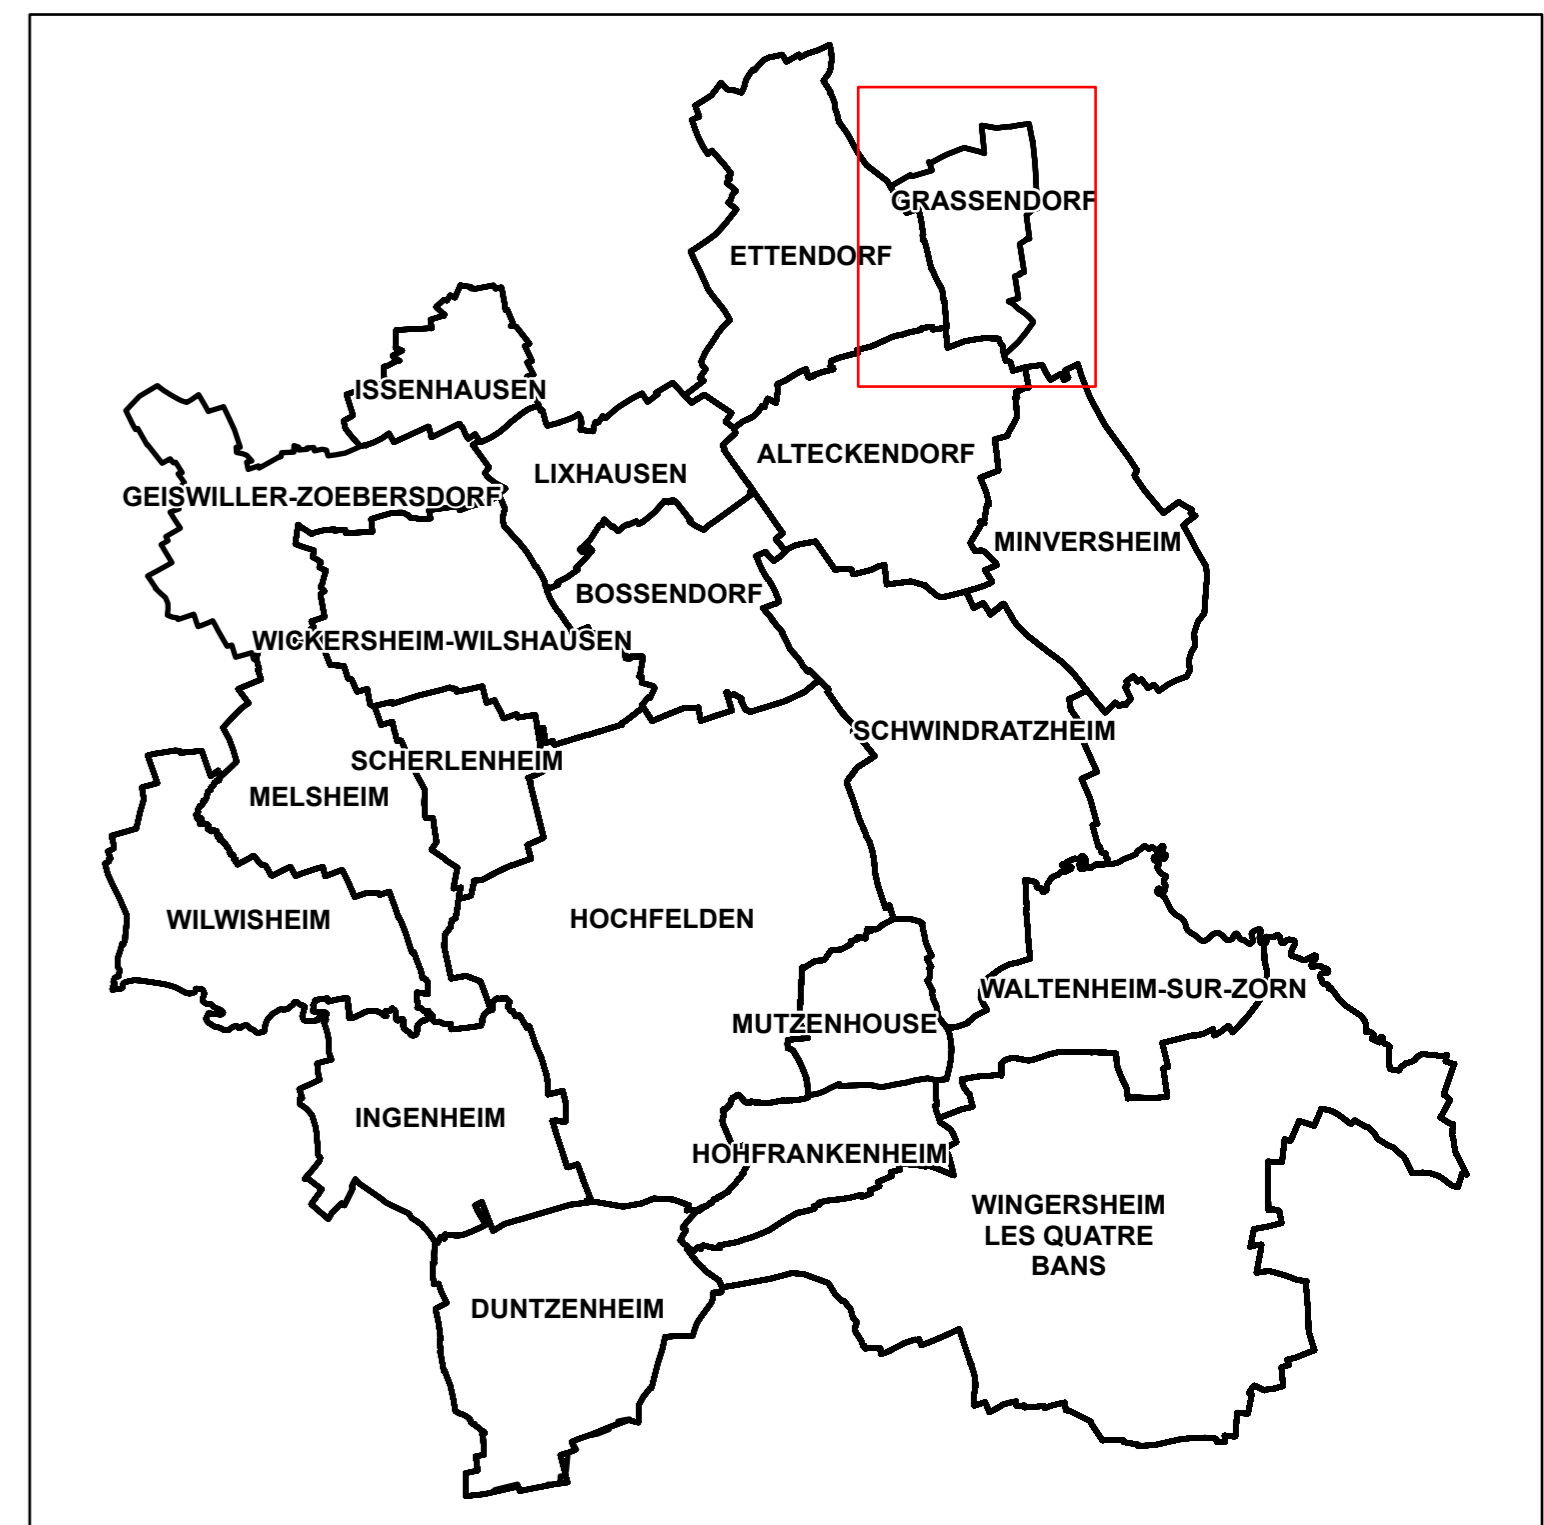 GRASSENDORF
ETTENDORF
ISSENHAUSEN
ALTECKENDORF
LIXHAUSEN
GEISWILLER-ZOEBERSDORF
MINVERSHEIM
BOSSENDORF
WICKERSHEIM-WILSHAUSEN
SCHWINDRATZHEIM
SCHERLENHEIM
MELSHEIM
WILWISHEIM
HOCHFELDEN
WALTENHEIM-SUR-ZORN
MUTZENHOUSE
INGENHEIM
HOHFRANKENHEIM
WINGERSHEIM
LES QUATRE
BANS
DUNTZENHEIM